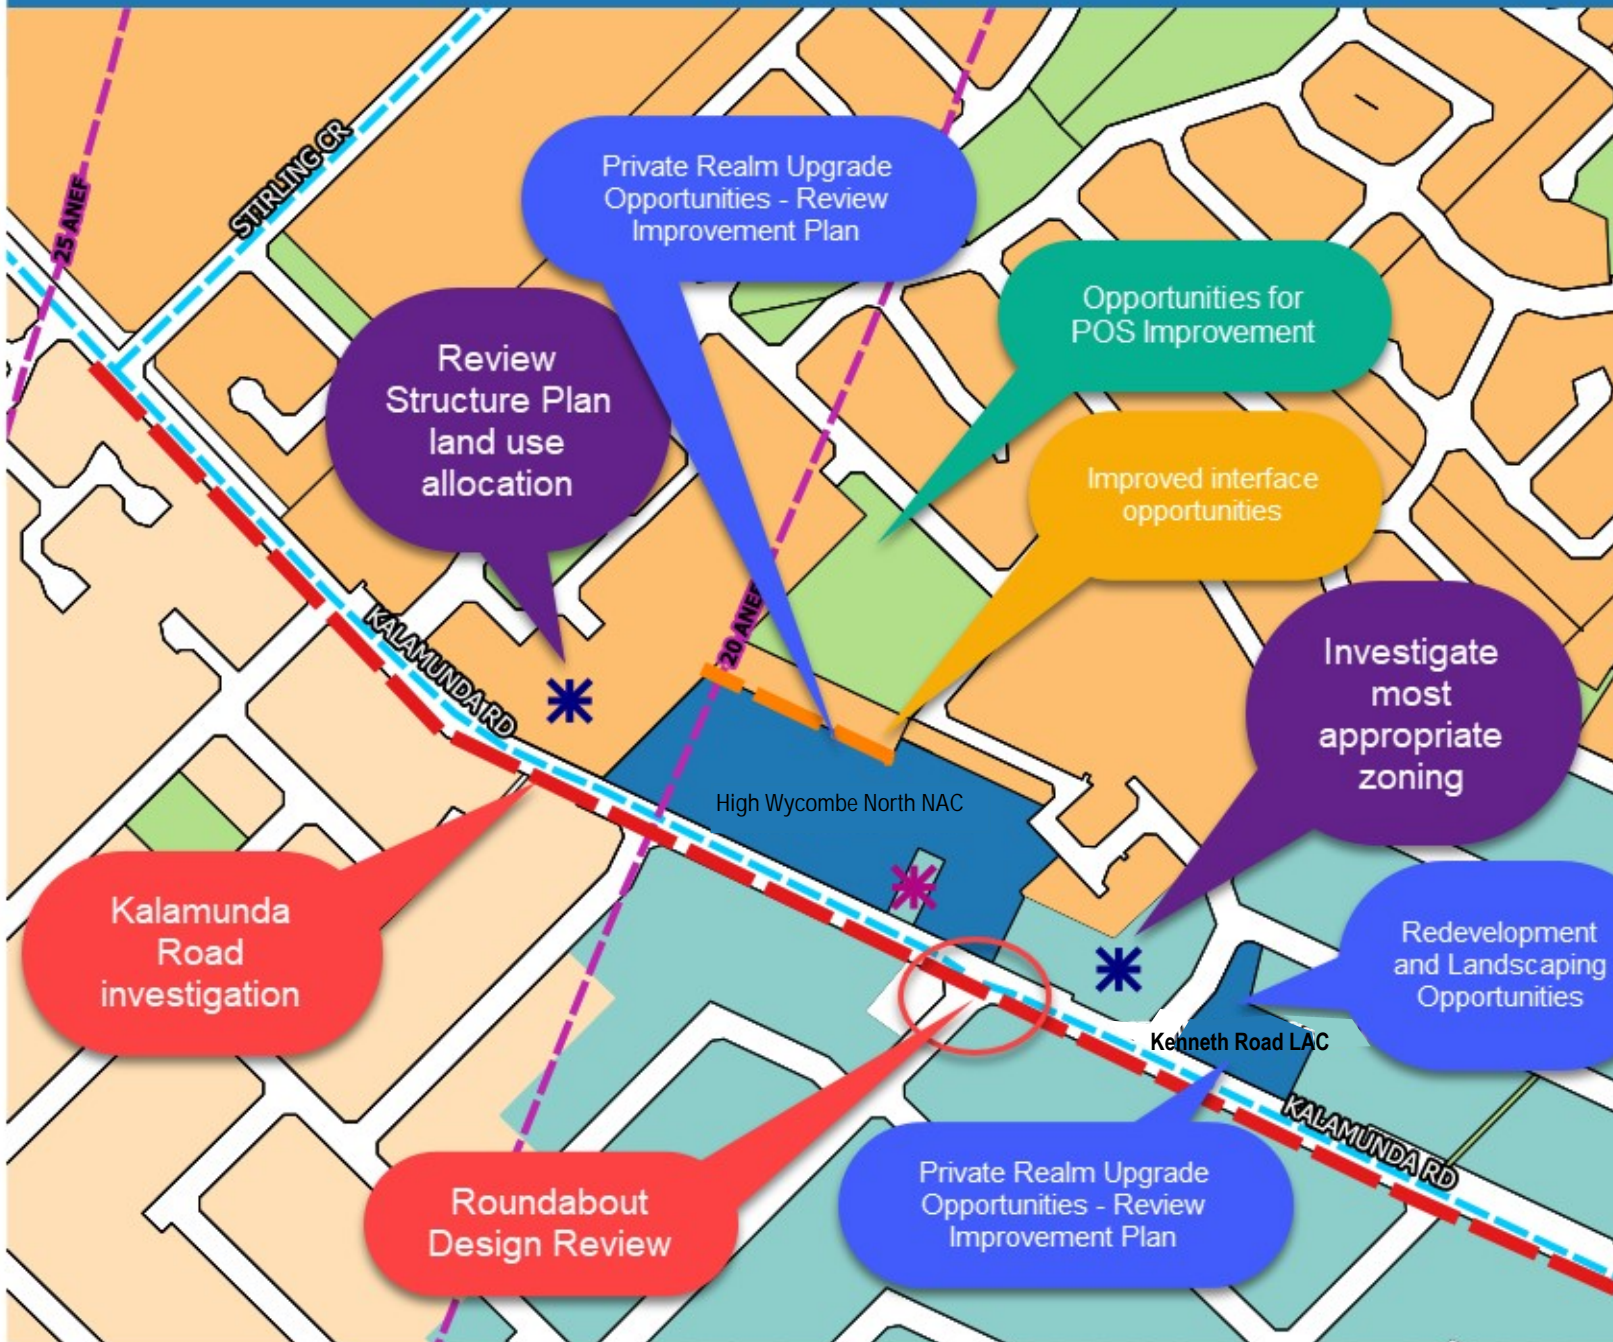 STIRLING CR
25 ANEF
Private Realm Upgrade
Opportunities - Review
Improvement Plan
Opportunities for
POS Improvement
Review
Structure Plan
land use
allocation
Improved interface
opportunities
20 ANEF
KALAMUNDA RD
Investigate
most
appropriate
zoning
High Wycombe North NAC
Kalamunda
Road
investigation
Redevelopment
and Landscaping
Opportunities
Kenneth Road LAC
KALAMUNDA RD
Roundabout
Design Review
Private Realm Upgrade
Opportunities - Review
Improvement Plan